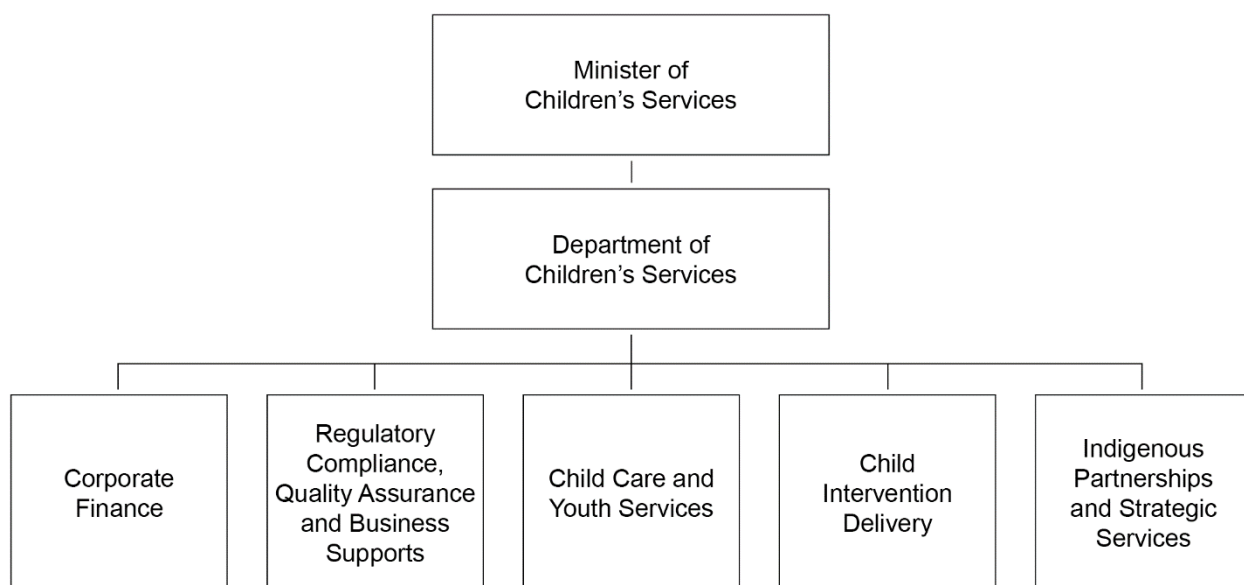 Minister of
Children’s Services
Department of
Children’s Services
Corporate
Finance
Regulatory
Compliance,
Quality Assurance
and Business
Supports
Child Care and
Youth Services
Child
Intervention
Delivery
Indigenous
Partnerships
and Strategic
Services